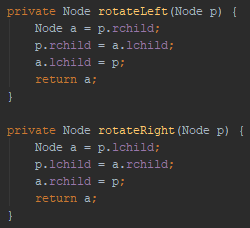 private Node rotateLeft(Node p) {
    Node a = p.rchild;
    p.rchild = a.lchild;
    a.lchild = p;
    return a;
}

private Node rotateRight(Node p) {
    Node a = p.lchild;
    p.lchild = a.rchild;
    a.rchild = p;
    return a;
}